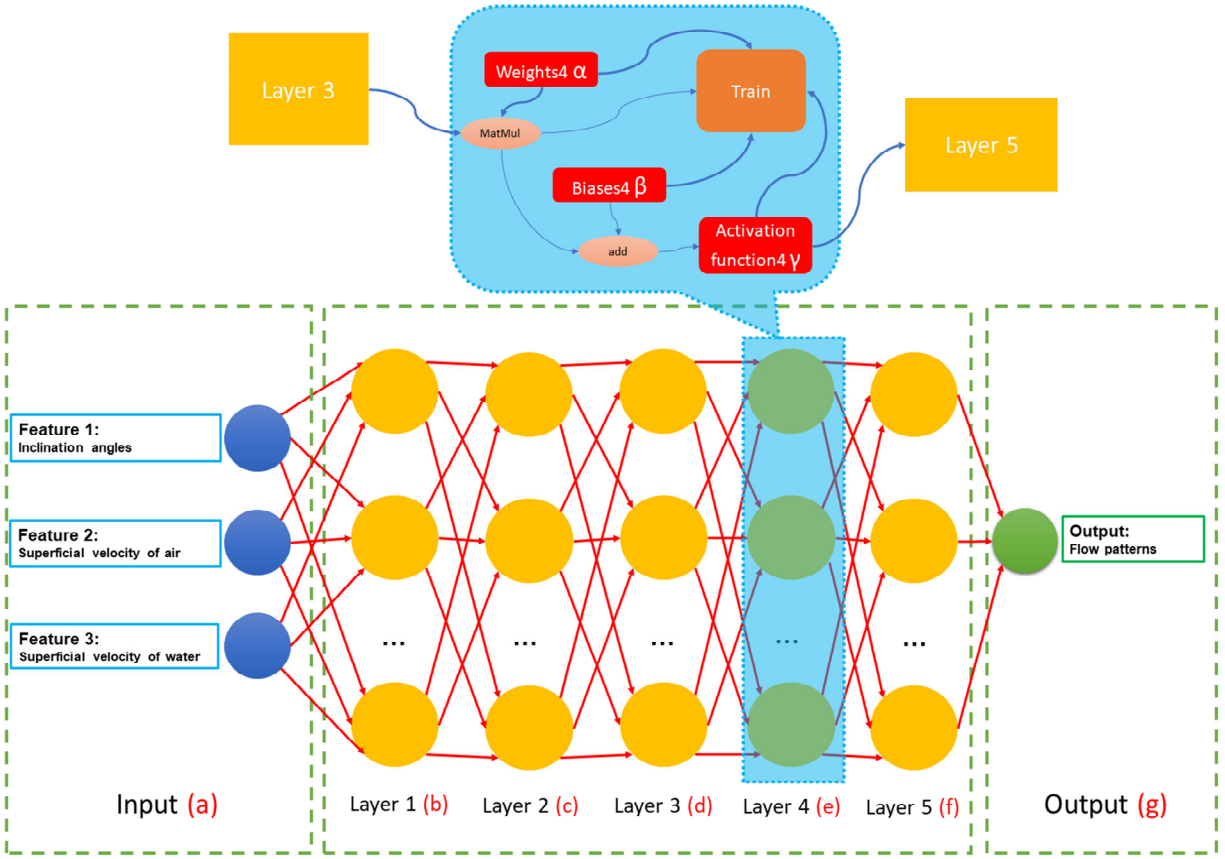 Layer 3
Weights4 α
Train
MatMul
Layer 5
Biases4 β
Activation
function4 γ
add
Feature 1:
Inclination angles
Feature 2:
Superficial velocity of air
Output:
Flow patterns
Feature 3:
Superficial velocity of water
... ... ... ... ...
Input (a)
Layer 1 (b)
Layer 2 (c)
Layer 3 (d)
Layer 4 (e)
Layer 5 (f)
Output (g)